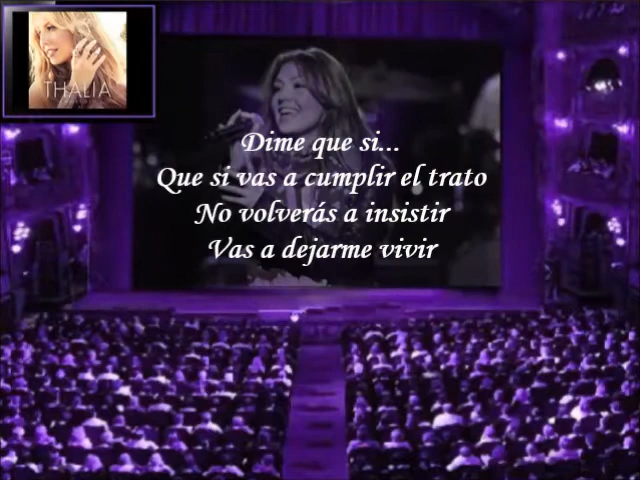 THALIA
Dime que si...
Que si vas a cumplir el trato
No volverás a insistir
Vas a dejarme vivir